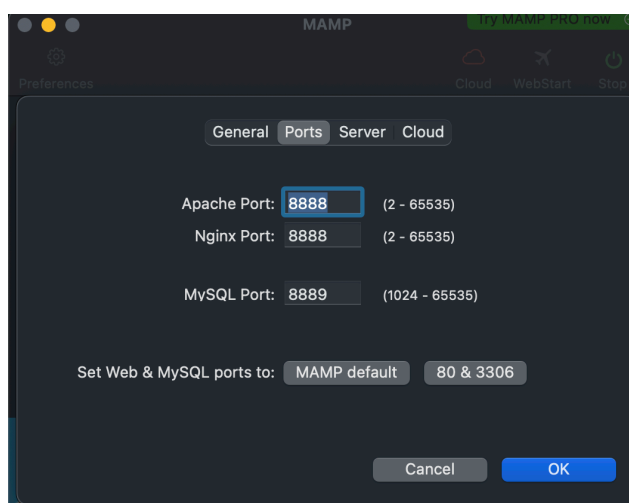 MAMP
Try MAMP PRO now
Preferences
Cloud WebStart Stop
General Ports Server Cloud
Apache Port: 8888 (2 - 65535)
Nginx Port: 8888 (2 - 65535)
MySQL Port: 8889 (1024 - 65535)
Set Web & MySQL ports to: MAMP default 80 & 3306
Cancel OK